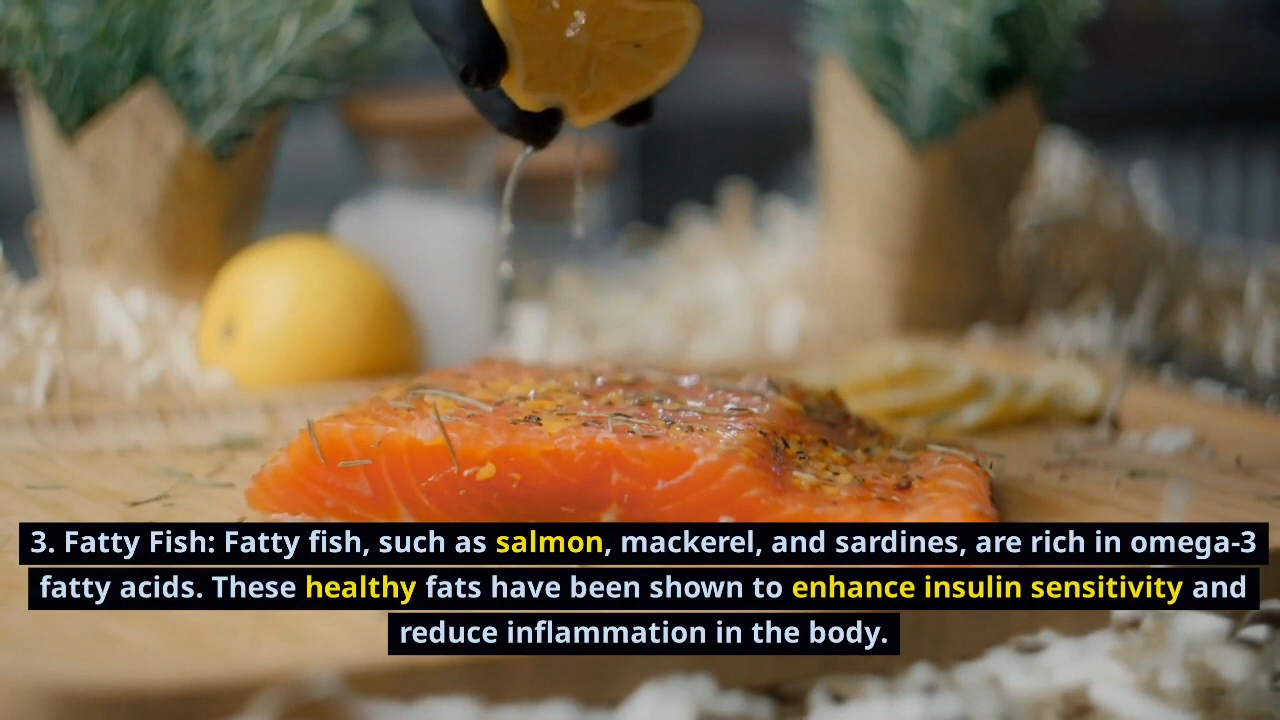 3. Fatty Fish: Fatty fish, such as salmon, mackerel, and sardines, are rich in omega-3
fatty acids. These healthy fats have been shown to enhance insulin sensitivity and
reduce inflammation in the body.